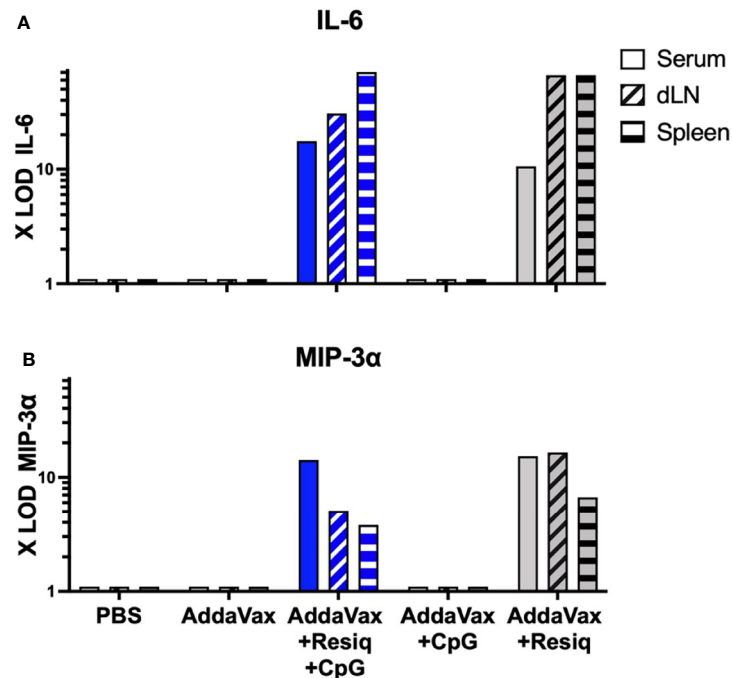 A
IL-6
X LOD IL-6
10
1
Serum
dLN
Spleen
B
MIP-3α
X LOD MIP-3α
10
1
PBS
AddaVax
AddaVax
+Resiq
+CpG
AddaVax
+CpG
AddaVax
+Resiq